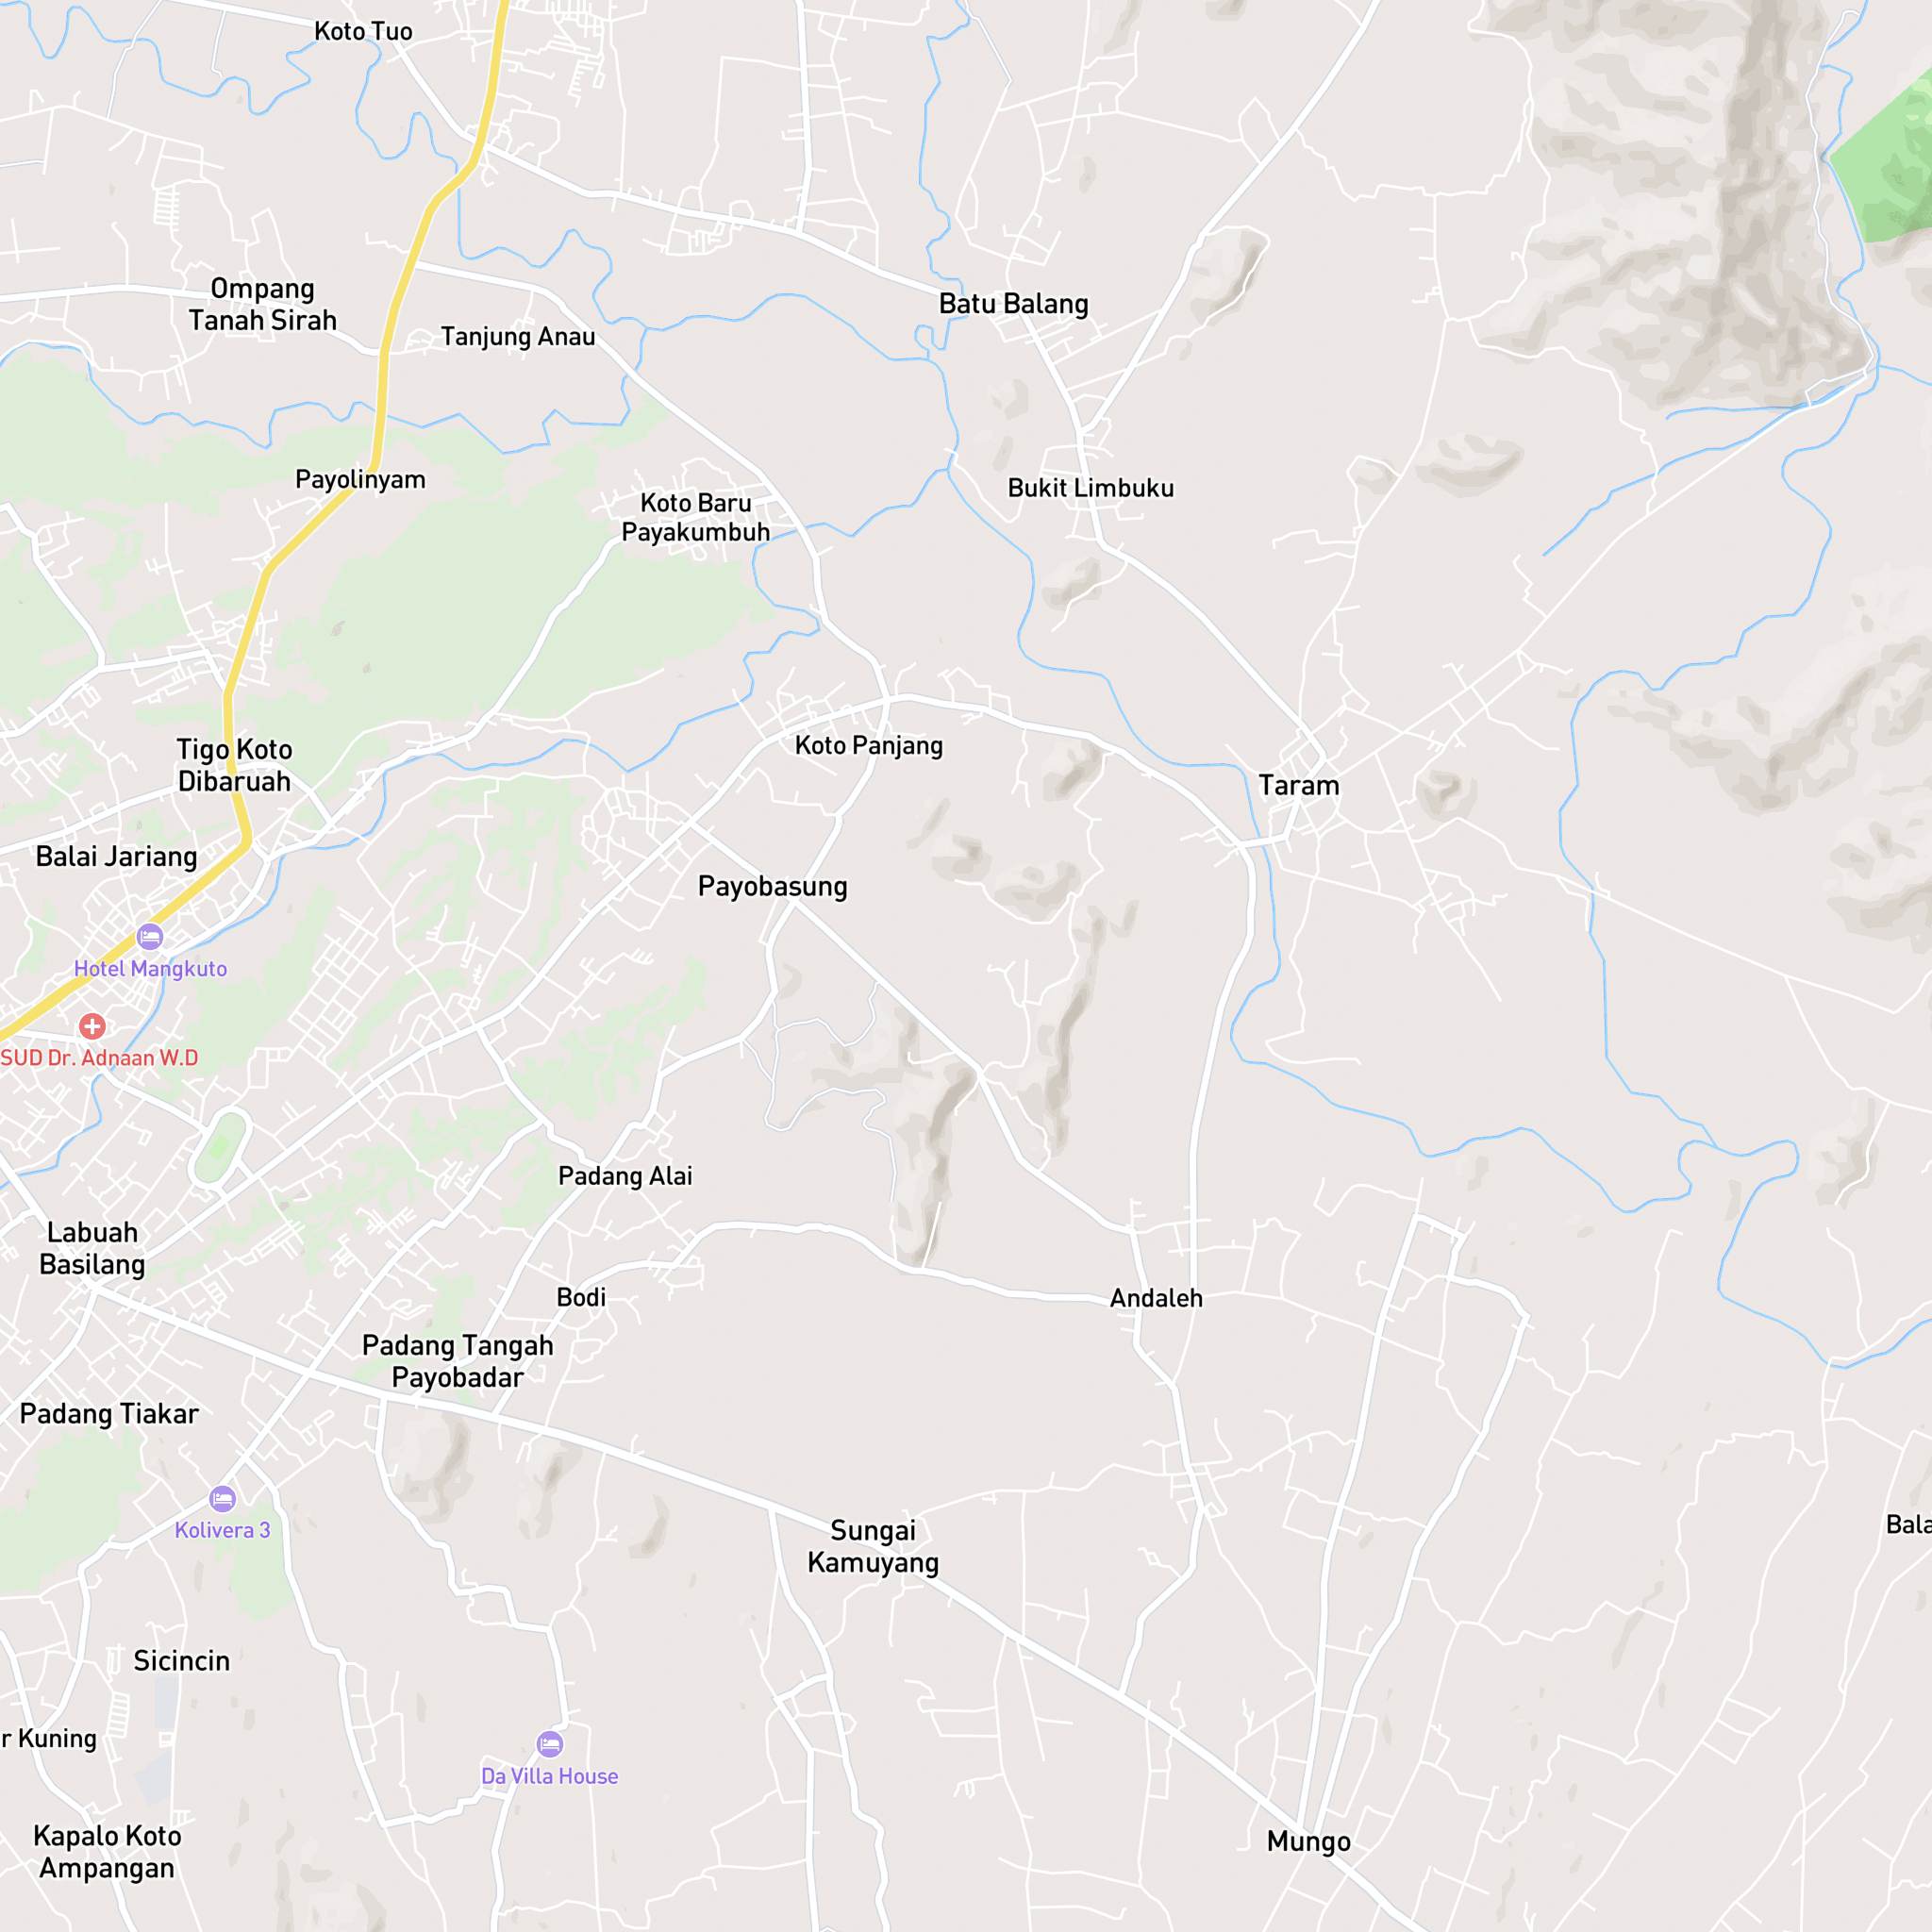 Koto Tuo
Ompang
Tanah Sirah
Batu Balang
Tanjung Anau
Payolinyam
Koto Baru
Payakumbuh
Bukit Limbuku
Tigo Koto
Dibaruah
Koto Panjang
Taram
Balai Jariang
Payobasung
Hotel Mangkuto
SUD Dr. Adnaan W.D
Padang Alai
Labuah
Basilang
Bodi
Andaleh
Padang Tangah
Payobadar
Padang Tiakar
Kolivera 3
Sungai
Kamuyang
Bala
Sicincin
r Kuning
Da Villa House
Kapalo Koto
Ampangan
Mungo